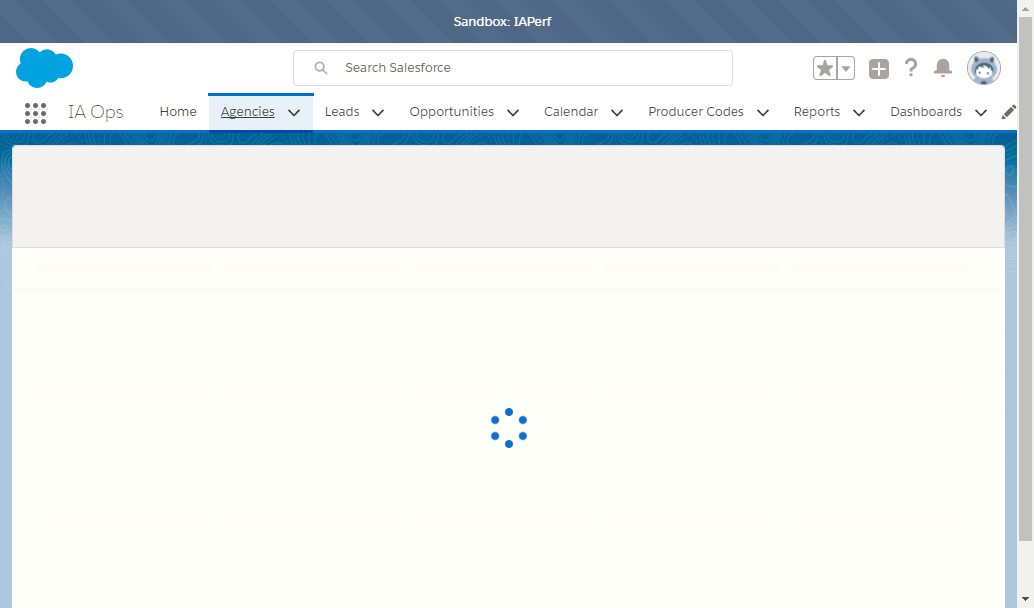 Sandbox: IAPerf
Search Salesforce
IA Ops
Home
Agencies
Leads
Opportunities
Calendar
Producer Codes
Reports
Dashboards